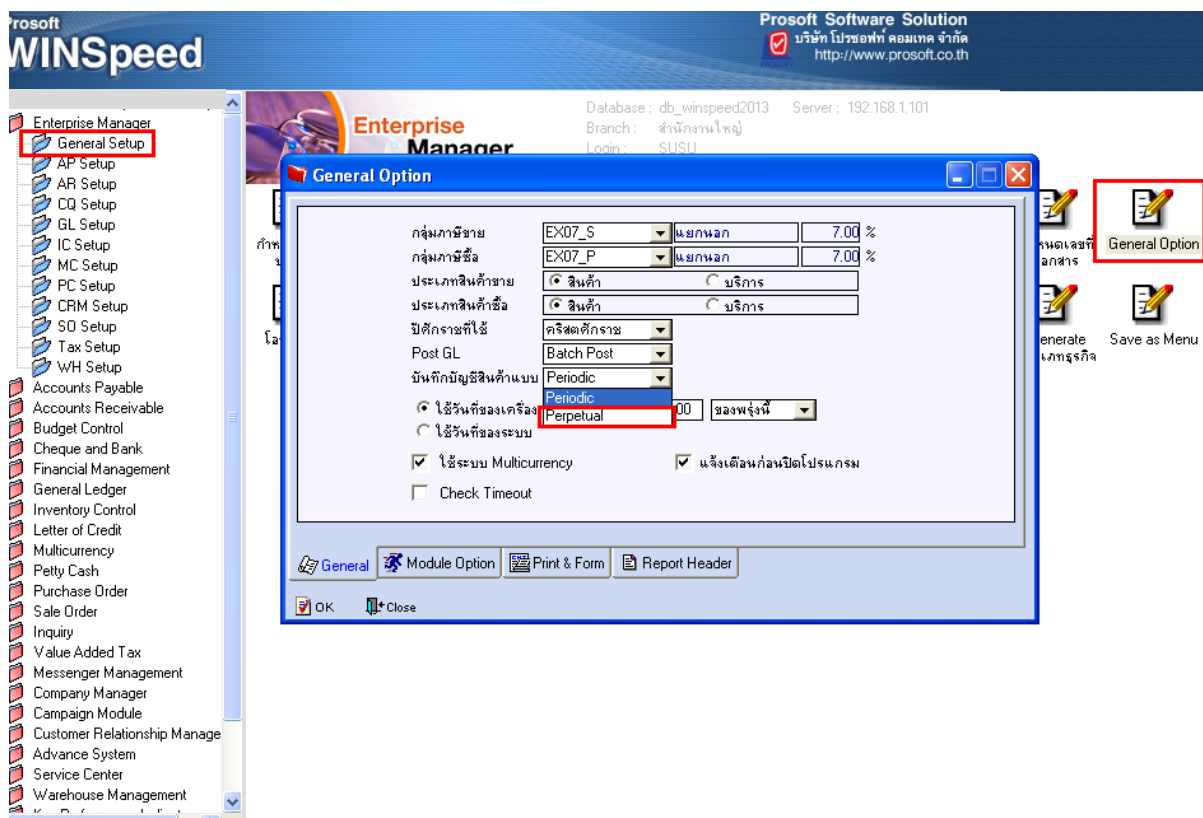 Prosoft
WINSpeed
Prosoft Software Solution
บริษัท โปรซอฟท์ คอมเทค จำกัด
http://www.prosoft.co.th
PROSOFT
Enterprise Manager
General Setup
AP Setup
AR Setup
CQ Setup
GL Setup
IC Setup
MC Setup
PC Setup
CRM Setup
SO Setup
Tax Setup
WH Setup
Accounts Payable
Accounts Receivable
Budget Control
Cheque and Bank
Financial Management
General Ledger
Inventory Control
Letter of Credit
Multicurrency
Petty Cash
Purchase Order
Sale Order
Inquiry
Value Added Tax
Messenger Management
Company Manager
Campaign Module
Customer Relationship Manage
Advance System
Service Center
Warehouse Management
Enterprise
Manager
Database : db_winspeed2013 Server : 192.168.1.101
Branch : สำนักงานใหญ่
Login : SUSU
General Option
กลุ่มภาษีขาย EX07_S แยกนอก 7.00 %
กลุ่มภาษีซื้อ EX07_P แยกนอก 7.00 %
ประเภทสินค้าขาย สินค้า บริการ
ประเภทสินค้าซื้อ สินค้า บริการ
ปีศักราชที่ใช้ คริสตศักราช
Post GL Batch Post
บันทึกบัญชีสินค้าแบบ Periodic
Periodic
Perpetual
ใช้วันที่ของเครื่อง 00 ของพรุ่งนี้
ใช้วันที่ของระบบ
ใช้ระบบ Multicurrency แจ้งเตือนก่อนปิดโปรแกรม
Check Timeout
General Module Option Print & Form Report Header
OK Close
General Option
Save as Menu